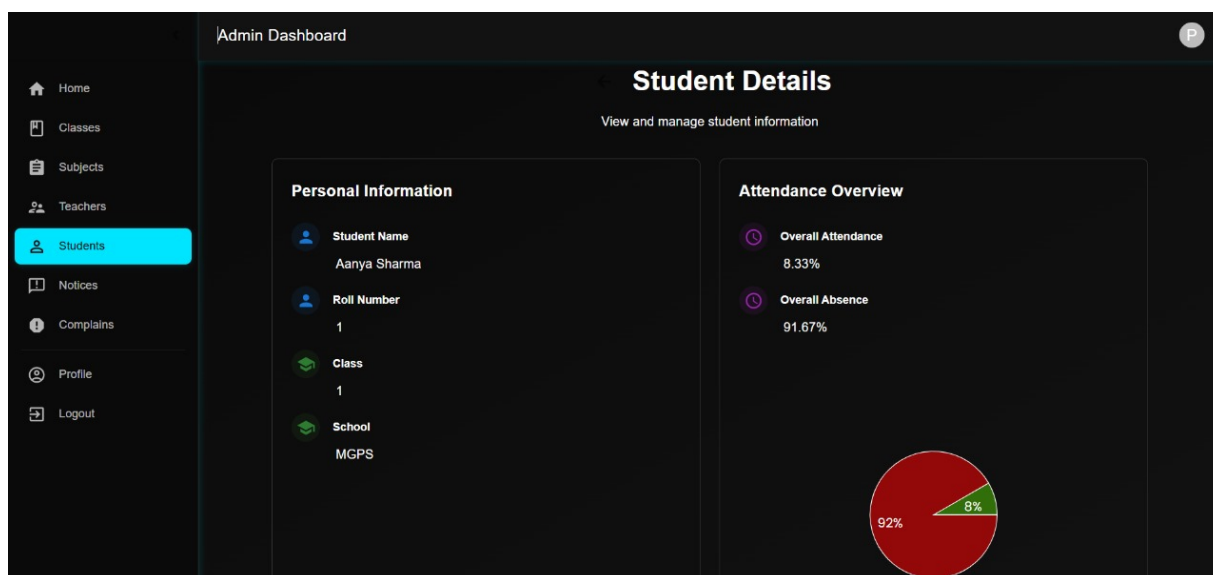 Admin Dashboard
P
Home
Classes
Subjects
Teachers
Students
Notices
Complains
Profile
Logout
Student Details
View and manage student information
Personal Information
Student Name
Aanya Sharma
Roll Number
1
Class
1
School
MGPS
Attendance Overview
Overall Attendance
8.33%
Overall Absence
91.67%
8%
92%